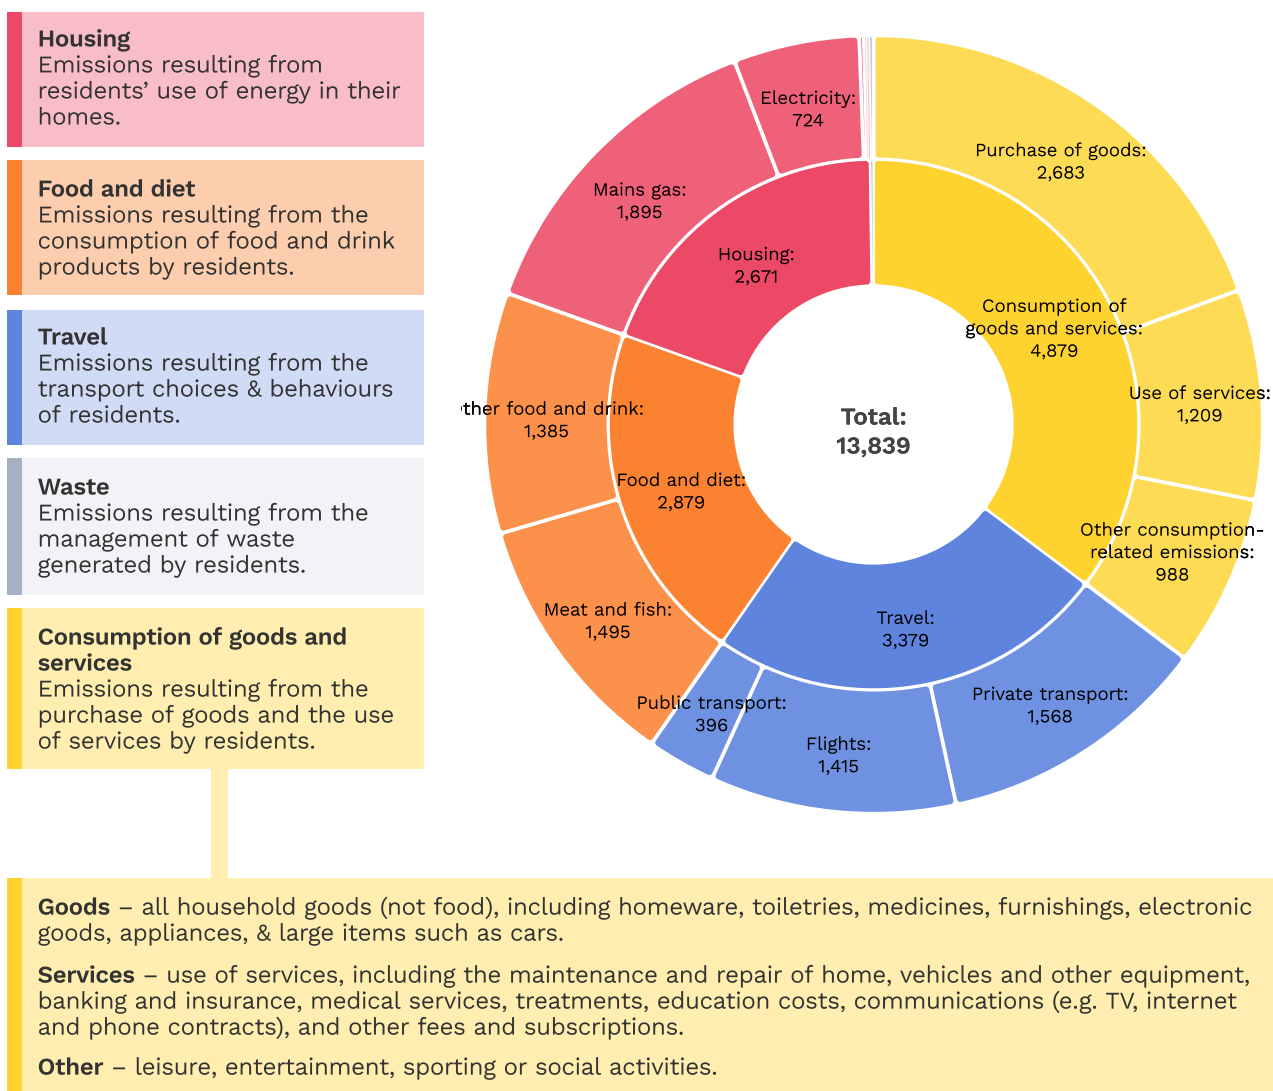 Housing
Emissions resulting from
residents’ use of energy in their
homes.
Food and diet
Emissions resulting from the
consumption of food and drink
products by residents.
Travel
Emissions resulting from the
transport choices & behaviours
of residents.
Waste
Emissions resulting from the
management of waste
generated by residents.
Consumption of goods and
services
Emissions resulting from the
purchase of goods and the use
of services by residents.
Electricity:
724
Purchase of goods:
2,683
Mains gas:
1,895
Housing:
2,671
Consumption of
goods and services:
4,879
Use of services:
1,209
ther food and drink:
1,385
Total:
13,839
Food and diet:
2,879
Other consumption-
related emissions:
988
Meat and fish:
1,495
Travel:
3,379
Public transport:
396
Flights:
1,415
Private transport:
1,568
Goods – all household goods (not food), including homeware, toiletries, medicines, furnishings, electronic
goods, appliances, & large items such as cars.
Services – use of services, including the maintenance and repair of home, vehicles and other equipment,
banking and insurance, medical services, treatments, education costs, communications (e.g. TV, internet
and phone contracts), and other fees and subscriptions.
Other – leisure, entertainment, sporting or social activities.